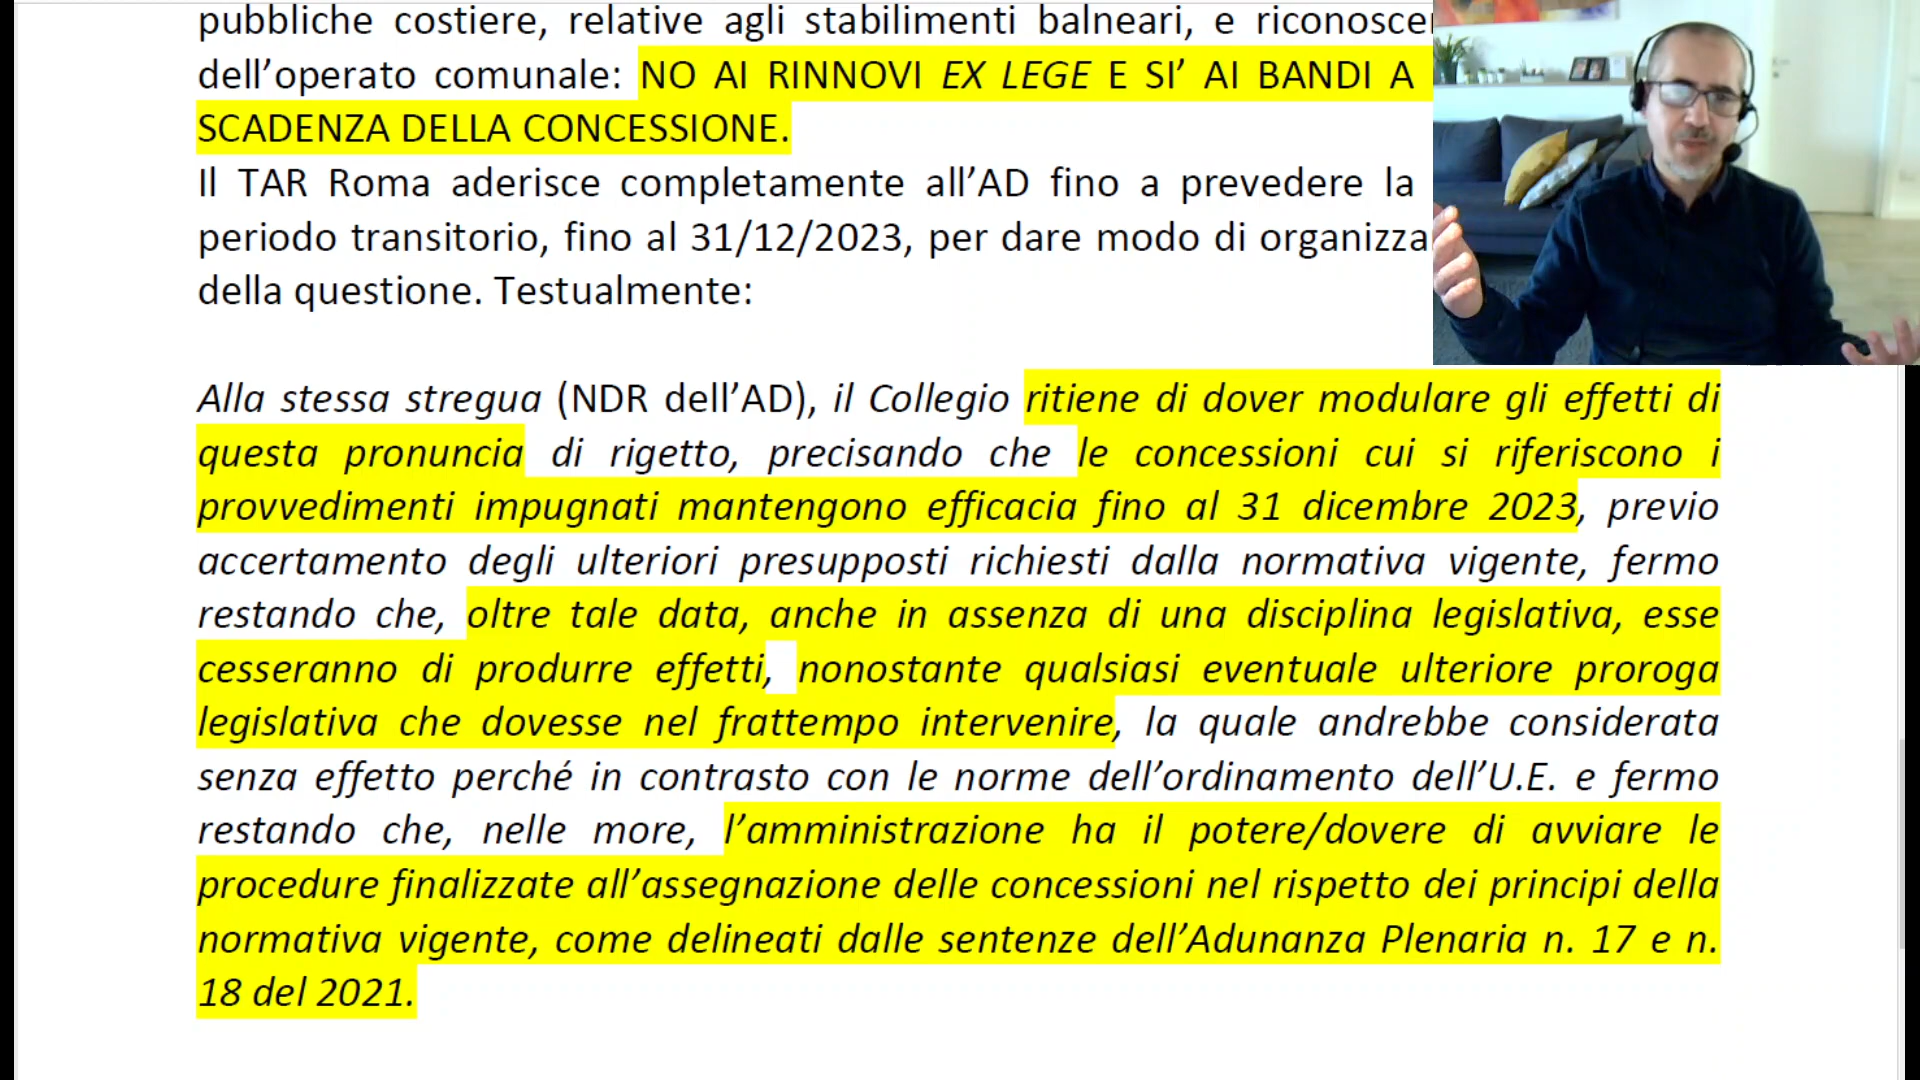 pubbliche costiere, relative agli stabilimenti balneari, e
dell’operato comunale: NO AI RINNOVI EX LEGE E SI’ AI BANDI A
SCADENZA DELLA CONCESSIONE.
Il TAR Roma aderisce completamente all’AD fino a prevedere la
periodo transitorio, fino al 31/12/2023, per dare modo di
della questione. Testualmente:
Alla stessa stregua (NDR dell’AD), il Collegio ritiene di dover modulare gli effetti di
questa pronuncia di rigetto, precisando che le concessioni cui si riferiscono i
provvedimenti impugnati mantengono efficacia fino al 31 dicembre 2023, previo
accertamento degli ulteriori presupposti richiesti dalla normativa vigente, fermo
restando che, oltre tale data, anche in assenza di una disciplina legislativa, esse
cesseranno di produrre effetti, nonostante qualsiasi eventuale ulteriore proroga
legislativa che dovesse nel frattempo intervenire, la quale andrebbe considerata
senza effetto perché in contrasto con le norme dell’ordinamento dell’U.E. e fermo
restando che, nelle more, l’amministrazione ha il potere/dovere di avviare le
procedure finalizzate all’assegnazione delle concessioni nel rispetto dei principi della
normativa vigente, come delineati dalle sentenze dell’Adunanza Plenaria n. 17 e n.
18 del 2021.